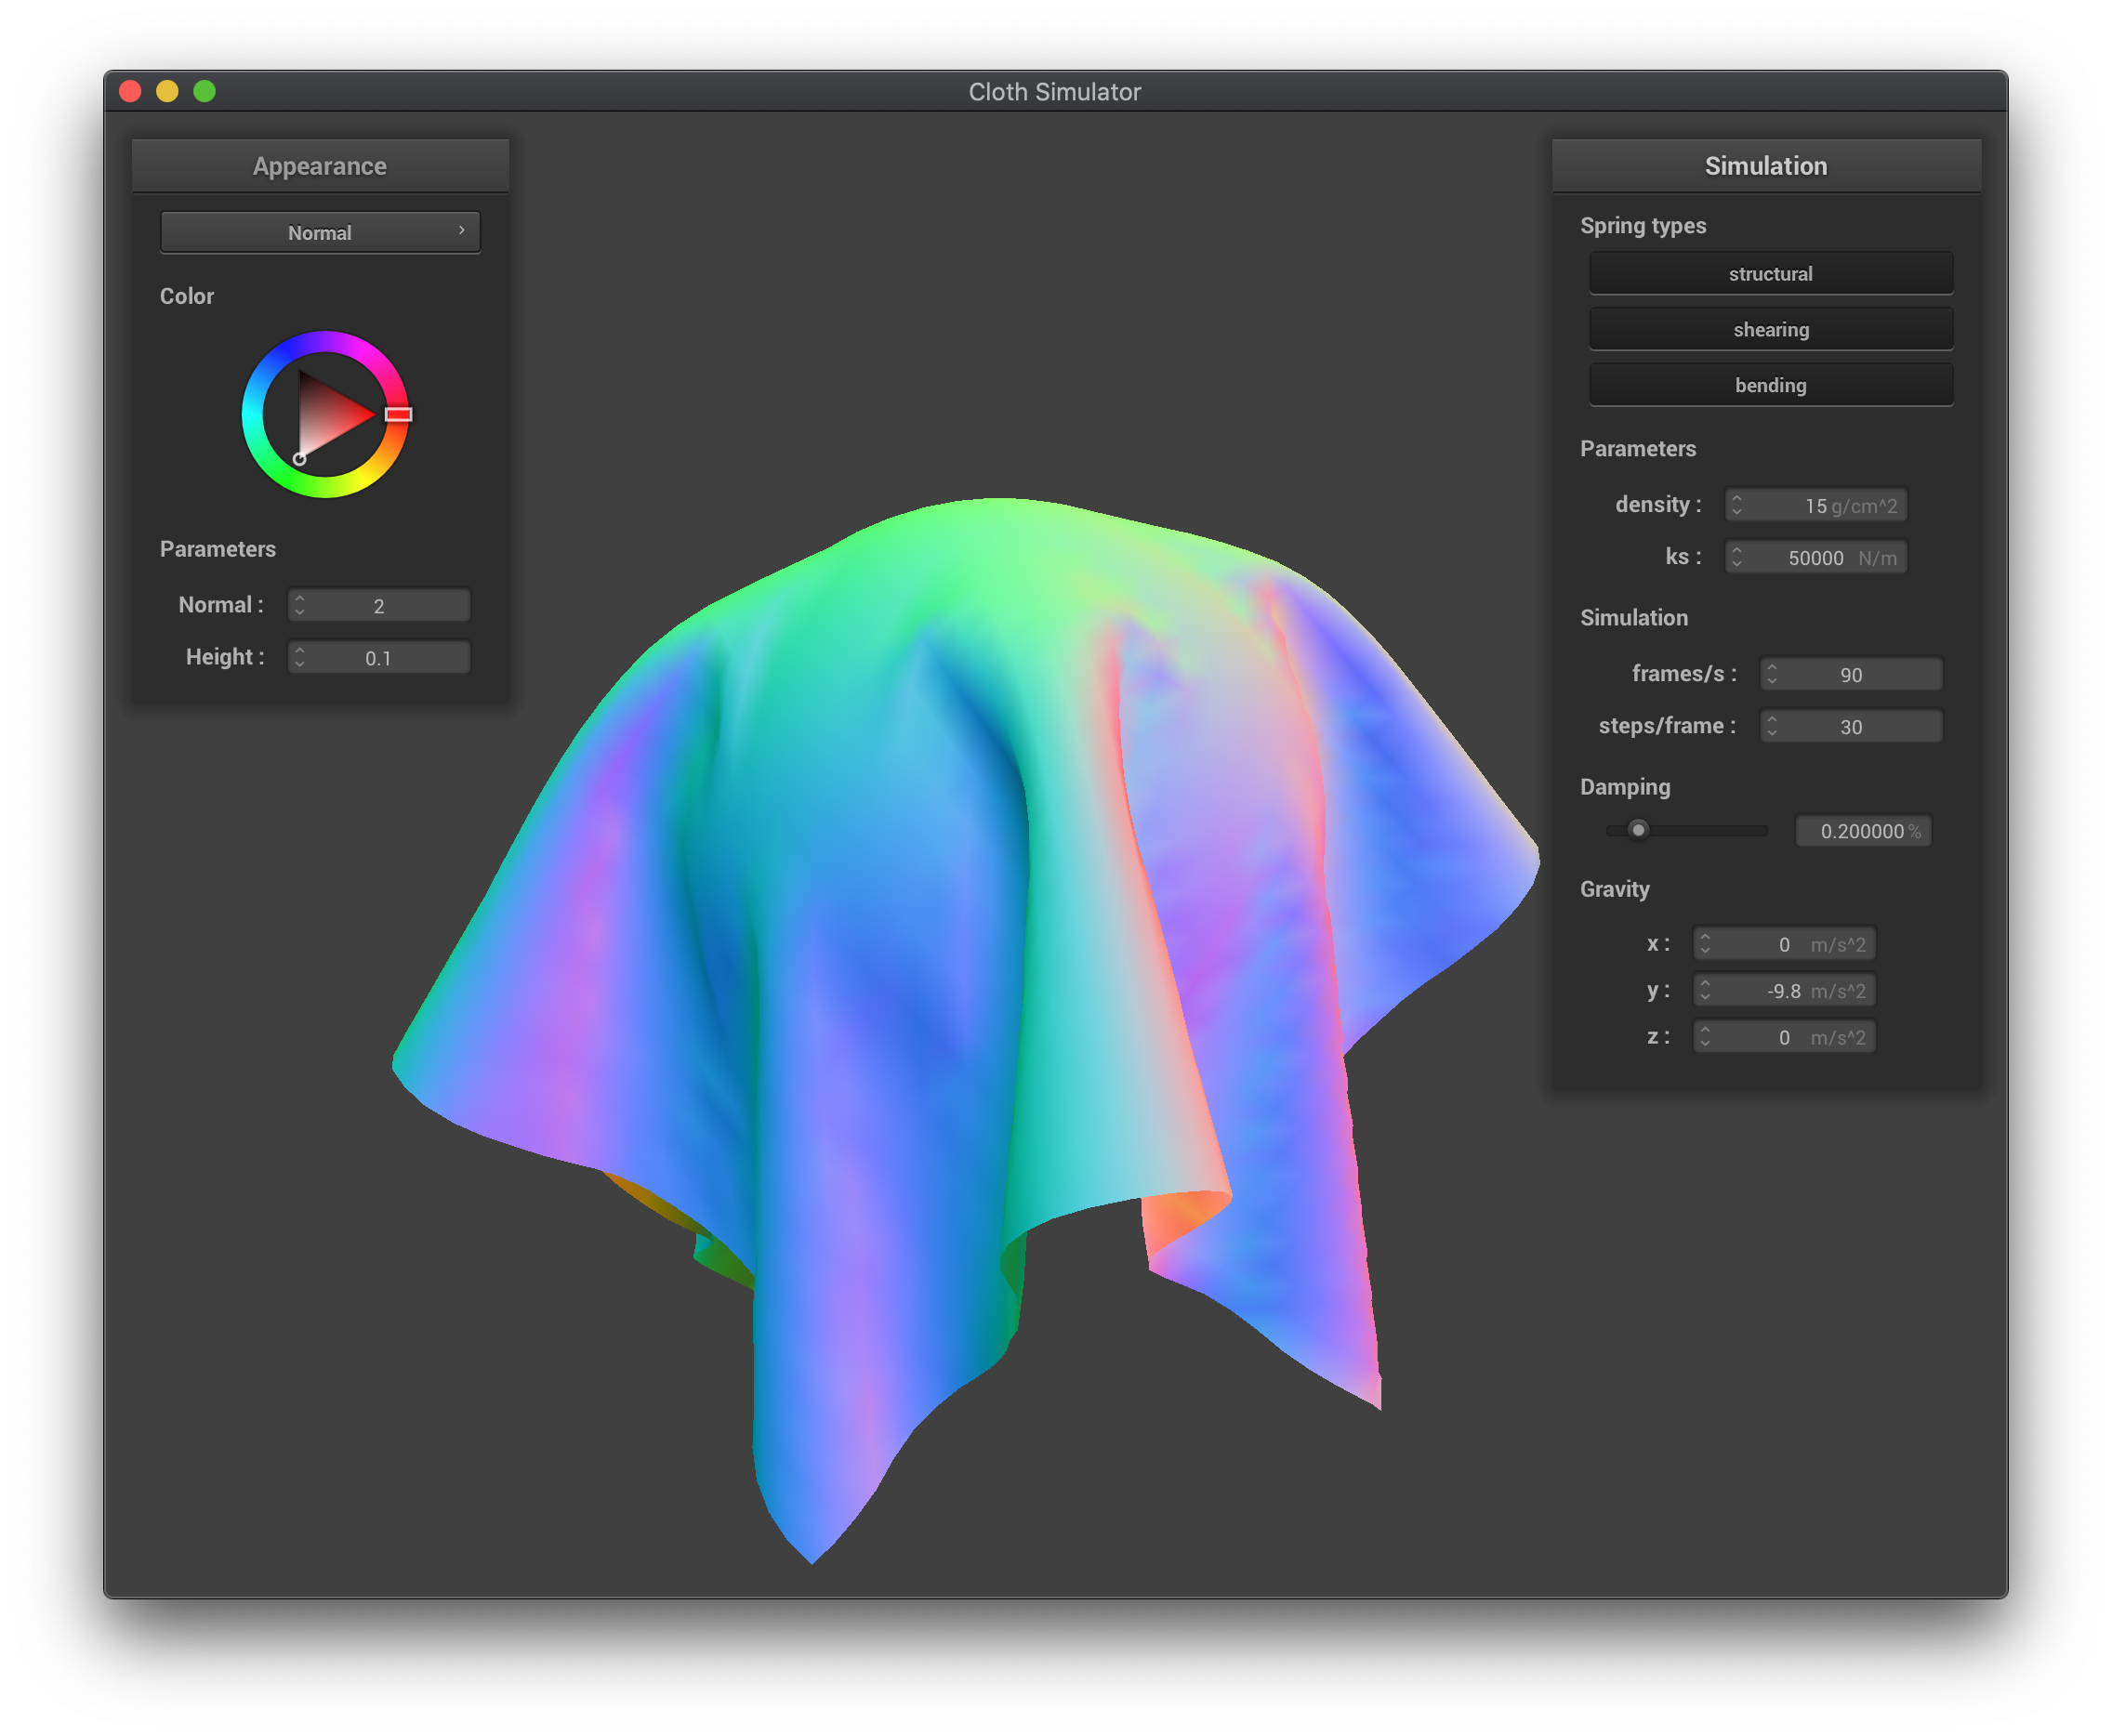 Cloth Simulator
Appearance
Normal
Color
Parameters
Normal : 2
Height : 0.1
Simulation
Spring types
structural
shearing
bending
Parameters
density : 15 g/cm^2
ks : 50000 N/m
Simulation
frames/s : 90
steps/frame : 30
Damping
0.200000 %
Gravity
x : 0 m/s^2
y : -9.8 m/s^2
z : 0 m/s^2